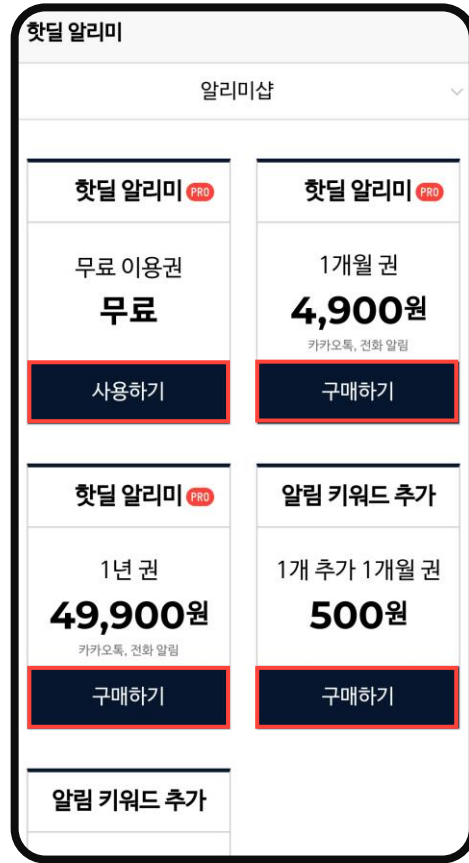 핫딜 알리미
알리미샵
핫딜 알리미 PRO
무료 이용권
무료
사용하기
핫딜 알리미 PRO
1개월 권
4,900원
카카오톡, 전화 알림
구매하기
핫딜 알리미 PRO
1년 권
49,900원
카카오톡, 전화 알림
구매하기
알림 키워드 추가
1개 추가 1개월 권
500원
구매하기
알림 키워드 추가